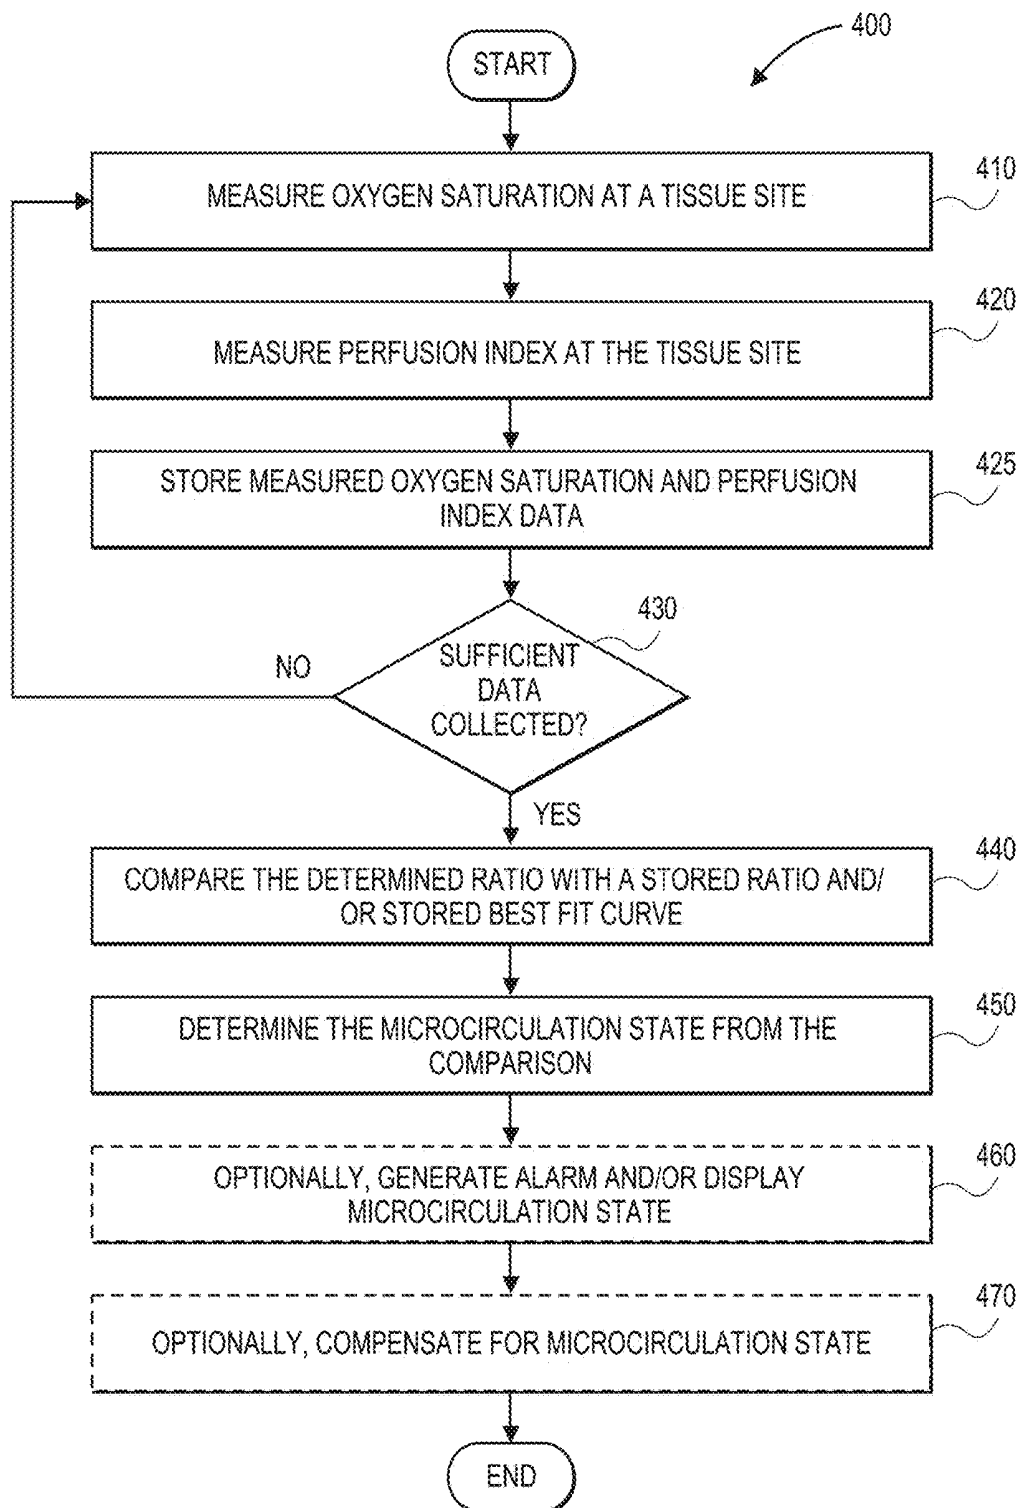 400
START
MEASURE OXYGEN SATURATION AT A TISSUE SITE
410
MEASURE PERFUSION INDEX AT THE TISSUE SITE
420
STORE MEASURED OXYGEN SATURATION AND PERFUSION
INDEX DATA
425
430
SUFFICIENT
DATA
COLLECTED?
NO
YES
COMPARE THE DETERMINED RATIO WITH A STORED RATIO AND/
OR STORED BEST FIT CURVE
440
DETERMINE THE MICROCIRCULATION STATE FROM THE
COMPARISON
450
OPTIONALLY, GENERATE ALARM AND/OR DISPLAY
MICROCIRCULATION STATE
460
OPTIONALLY, COMPENSATE FOR MICROCIRCULATION STATE
470
END